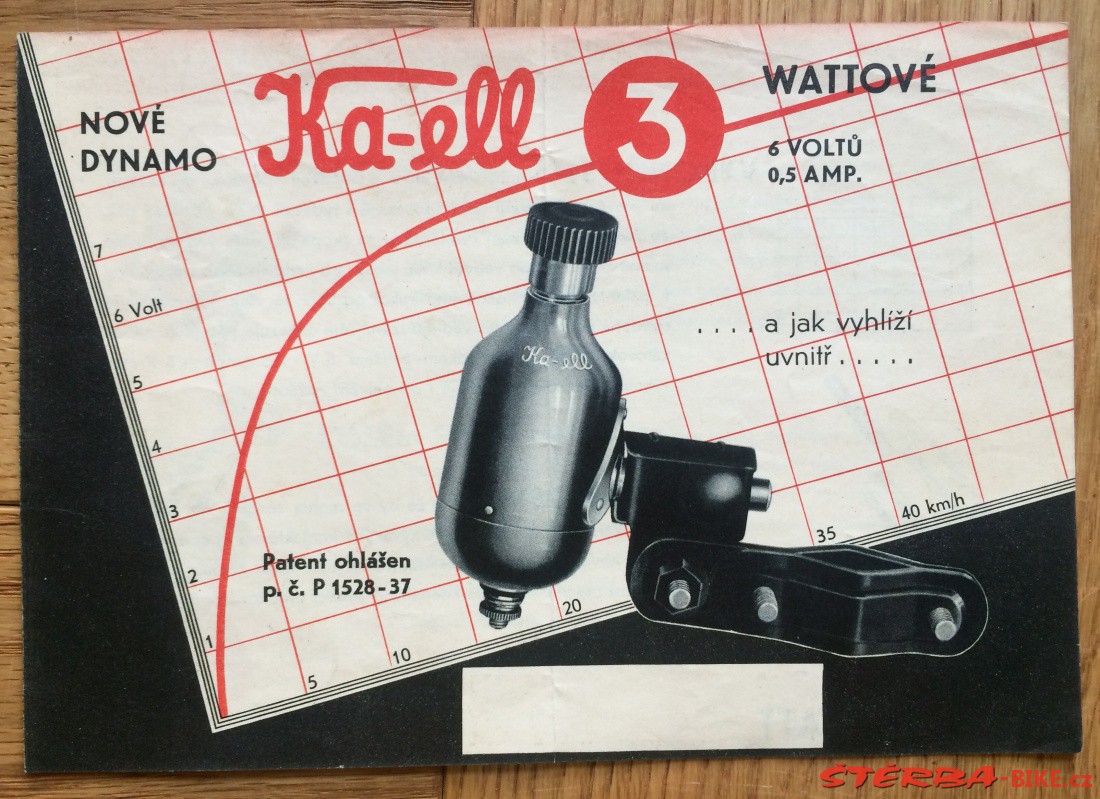 NOVÉ
DYNAMO
Ka-ell
3
WATTOVÉ
6 VOLTŮ
0,5 AMP.
7
6 Volt
5
4
3
2
1
5
10
20
35
40 km/h
Ka-ell
. . . . a jak vyhlíží
uvnitř . . . . .
Patent ohlášen
p. č. P 1528-37
ŠTĚRBA-BIKE.cz